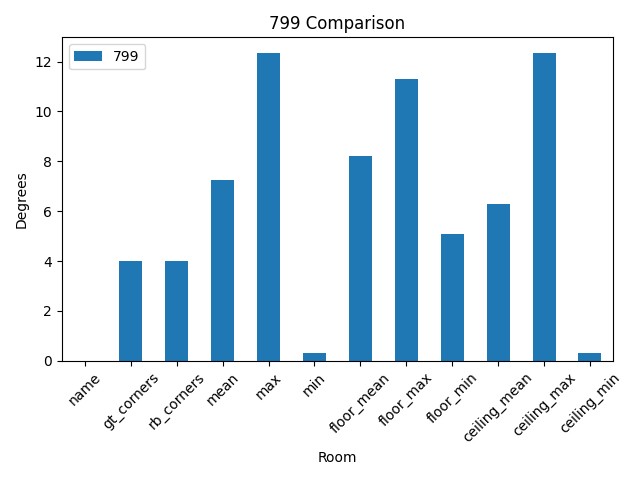 799 Comparison
799
Degrees
12
10
8
6
4
2
0
name
gt_corners
rb_corners
mean
max
min
floor_mean
floor_max
floor_min
ceiling_mean
ceiling_max
ceiling_min
Room